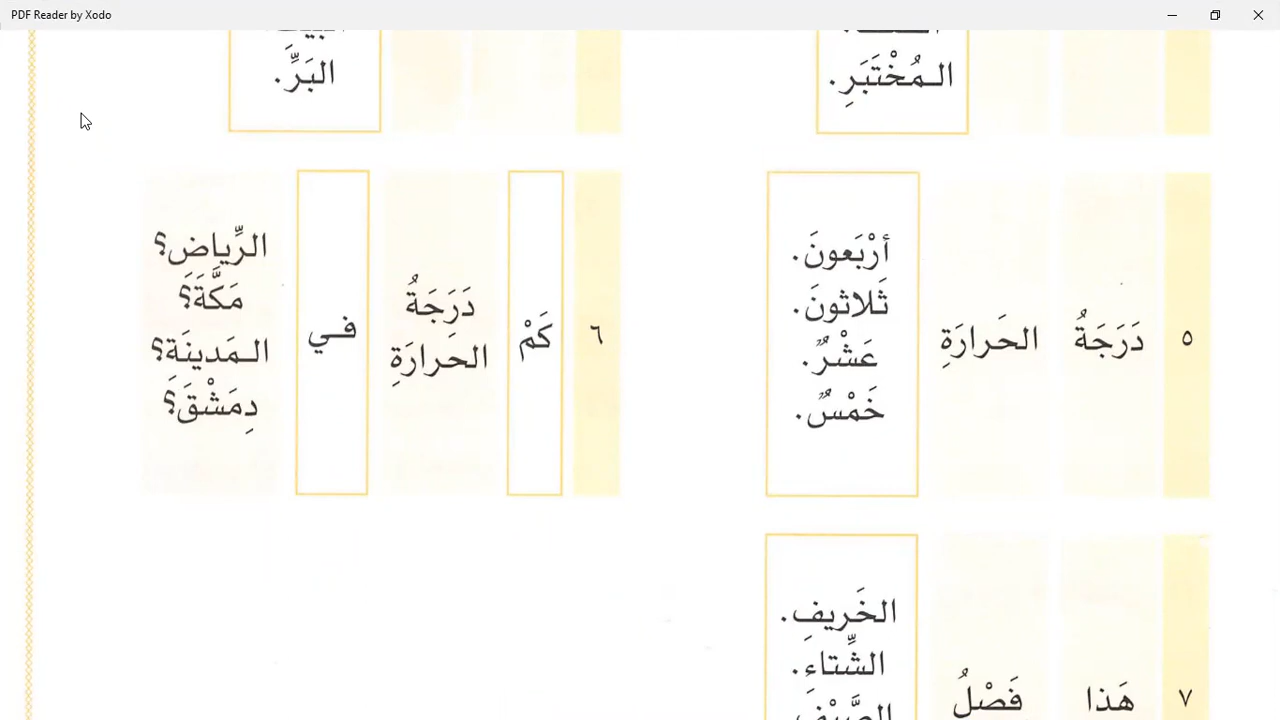 PDF Reader by Xodo
المُخْتَبَرِ.
البَرِّ.
٥ دَرَجَةُ الحَرارَةِ
أرْبَعونَ.
ثَلاثونَ.
عَشْرٌ.
خَمْسٌ.
٦ كَمْ
دَرَجَةُ
الحَرارَةِ
في
الرِّياض؟
مَكَّةَ؟
المَدينَةِ؟
دِمَشْقَ؟
٧ هَذا فَصْلُ
الخَريفِ.
الشِّتاءِ.